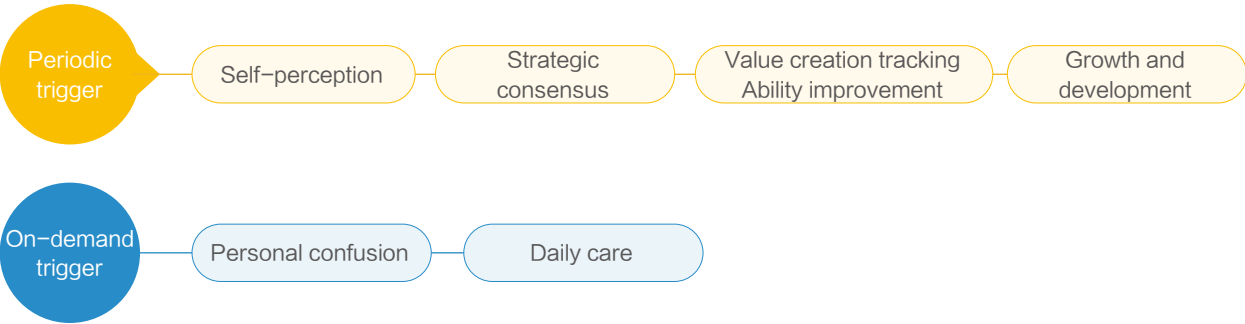 Periodic
trigger
Self-perception
Strategic
consensus
Value creation tracking
Ability improvement
Growth and
development
On-demand
trigger
Personal confusion
Daily care